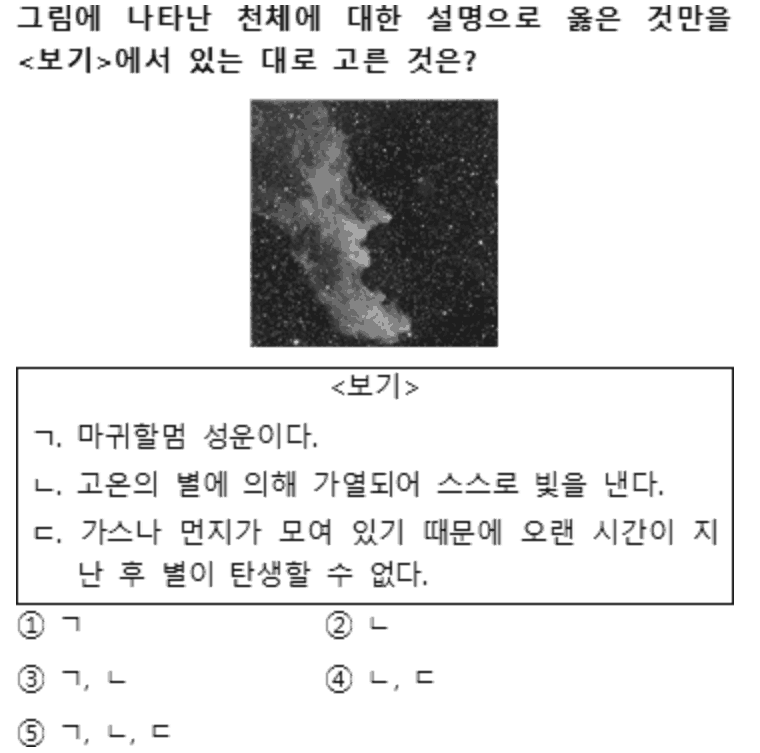 그림에 나타난 천체에 대한 설명으로 옳은 것만을
<보기>에서 있는 대로 고른 것은?
<보기>
ㄱ. 마귀할멈 성운이다.
ㄴ. 고온의 별에 의해 가열되어 스스로 빛을 낸다.
ㄷ. 가스나 먼지가 모여 있기 때문에 오랜 시간이 지
난 후 별이 탄생할 수 없다.
① ㄱ ② ㄴ
③ ㄱ, ㄴ ④ ㄴ, ㄷ
⑤ ㄱ, ㄴ, ㄷ